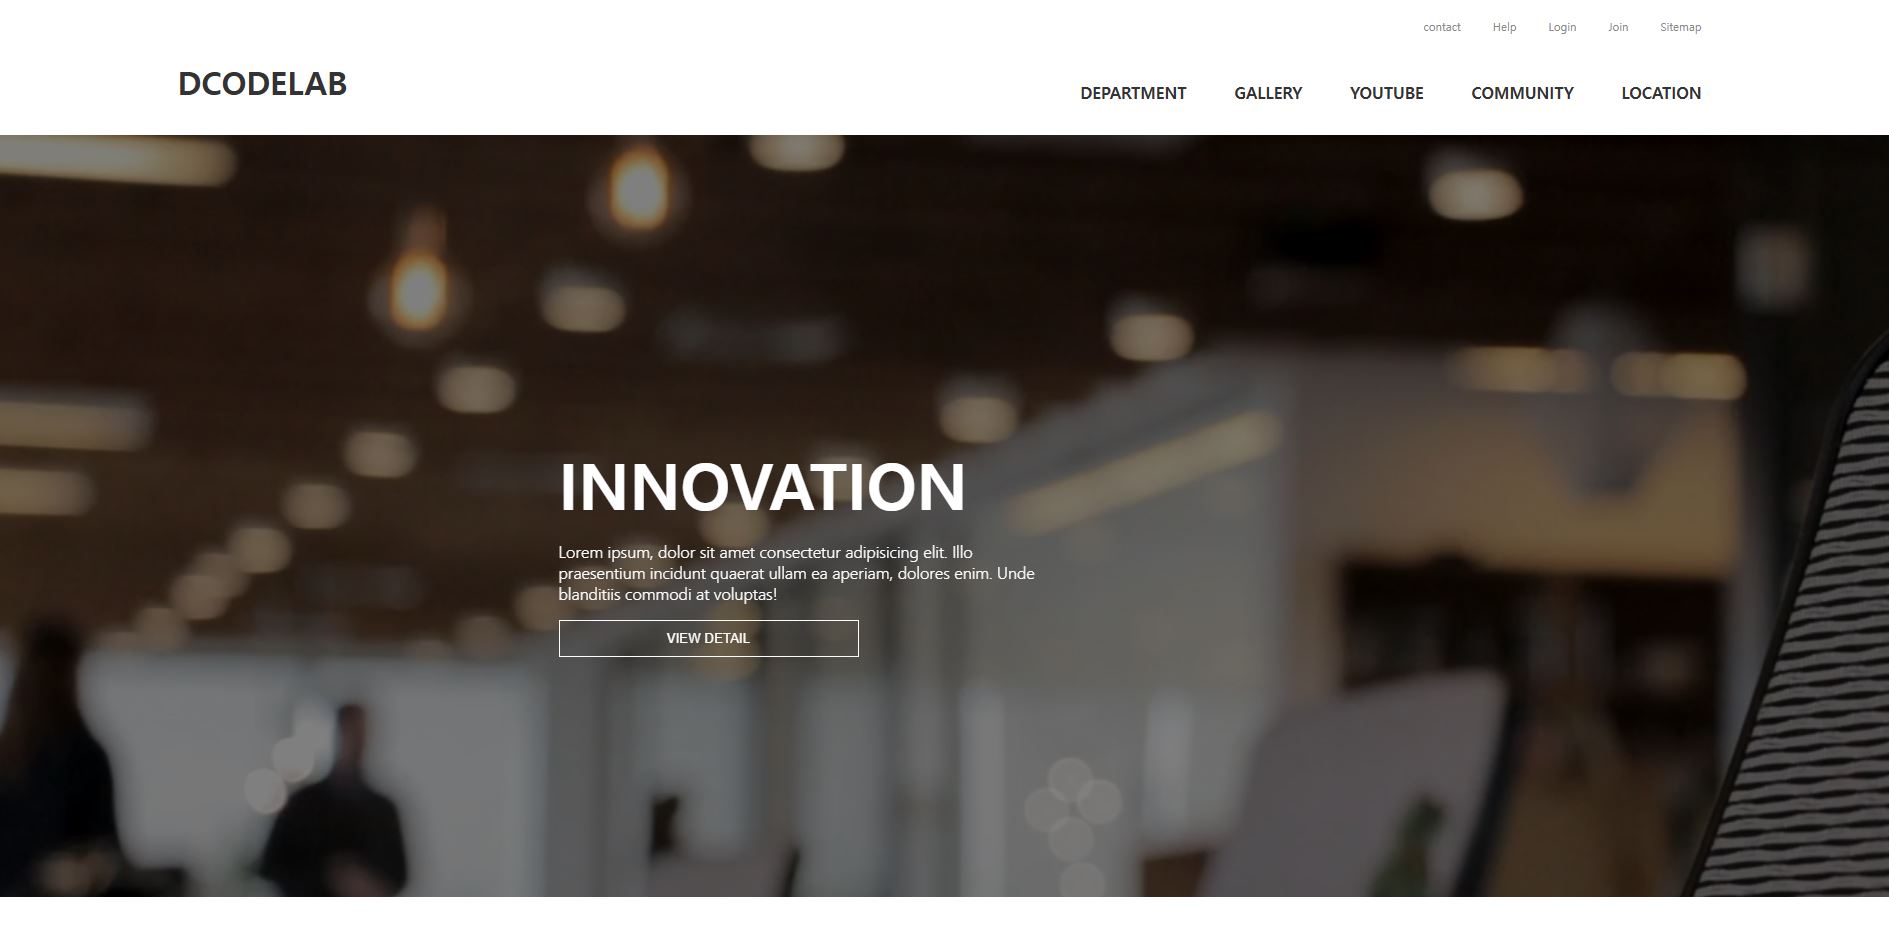 contact Help Login Join Sitemap
DCODELAB
DEPARTMENT GALLERY YOUTUBE COMMUNITY LOCATION
INNOVATION
Lorem ipsum, dolor sit amet consectetur adipisicing elit. Illo
praesentium incidunt quaerat ullam ea aperiam, dolores enim. Unde
blanditiis commodi at voluptas!
VIEW DETAIL